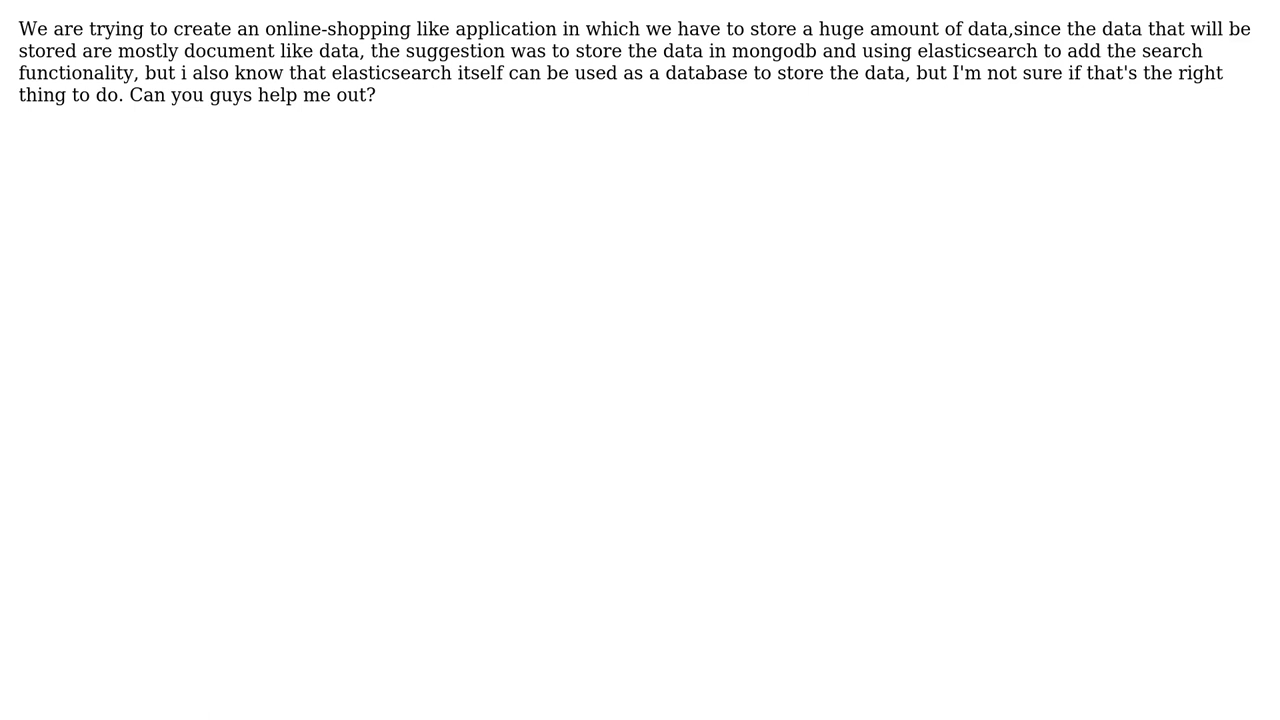 We are trying to create an online-shopping like application in which we have to store a huge amount of data,since the data that will be
stored are mostly document like data, the suggestion was to store the data in mongodb and using elasticsearch to add the search
functionality, but i also know that elasticsearch itself can be used as a database to store the data, but I'm not sure if that's the right
thing to do. Can you guys help me out?